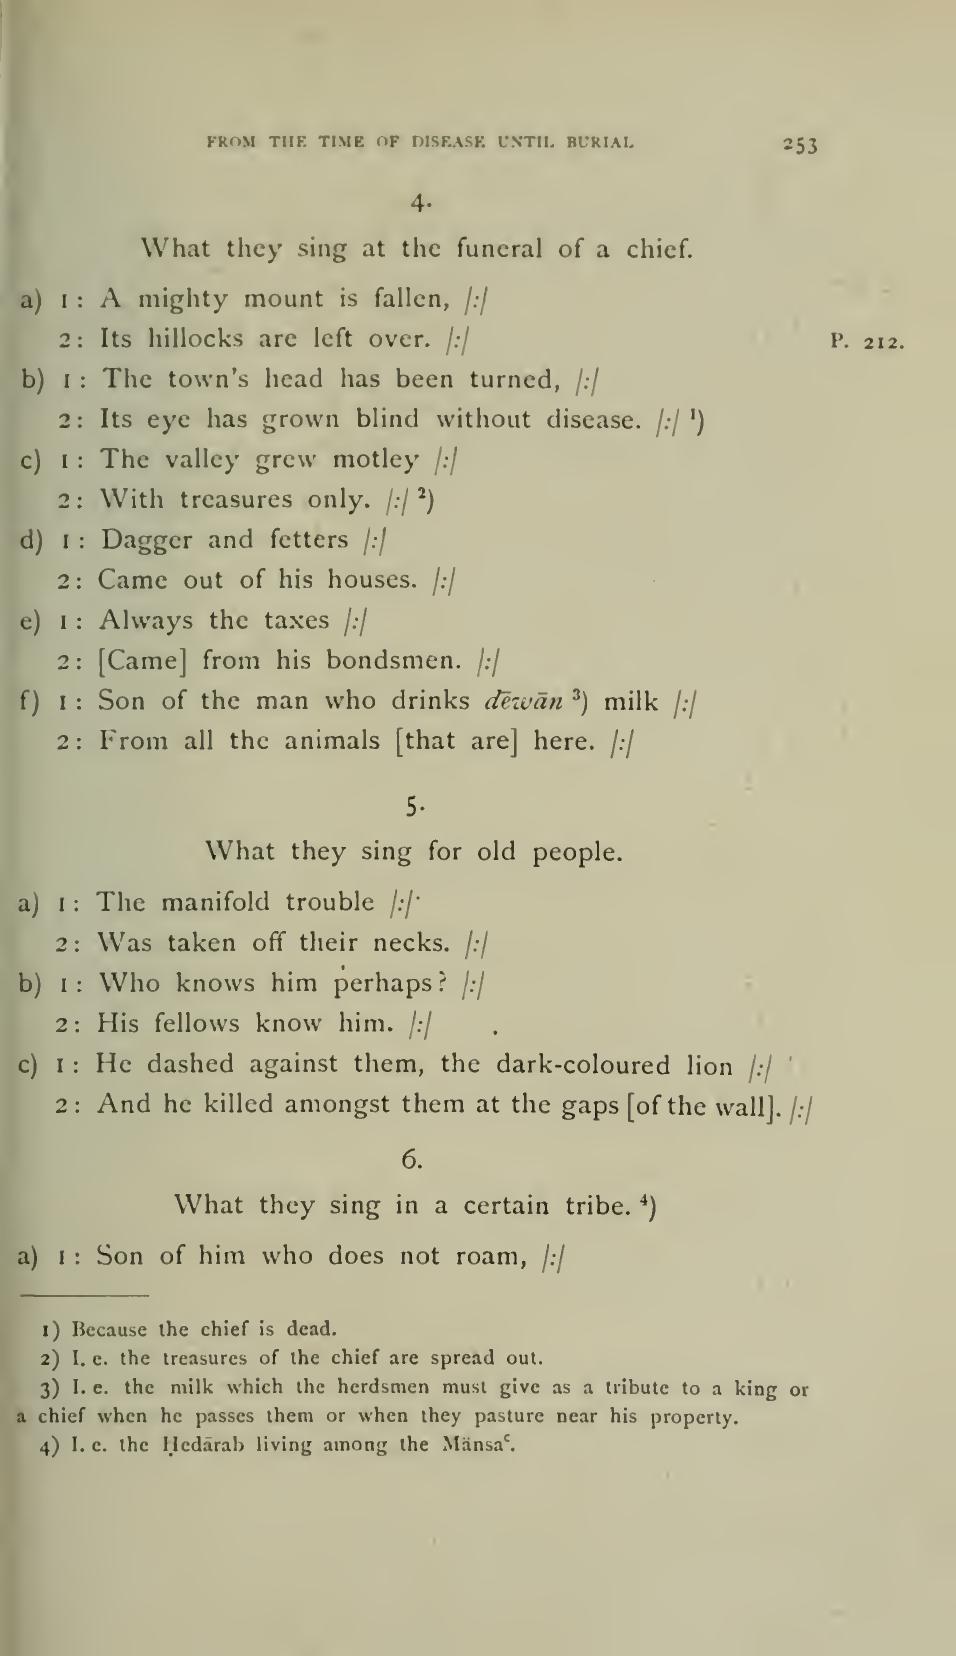 FROM THE TIME OF DISEASE UNTIL BURIAL 253
4.
What they sing at the funeral of a chief.
a) 1: A mighty mount is fallen, /:/
2: Its hillocks are left over. /:/ P. 212.
b) 1: The town's head has been turned, /:/
2: Its eye has grown blind without disease. /:/ ¹)
c) 1: The valley grew motley /:/
2: With treasures only. /:/ ²)
d) 1: Dagger and fetters /:/
2: Came out of his houses. /:/
e) 1: Always the taxes /:/
2: [Came] from his bondsmen. /:/
f) 1: Son of the man who drinks dēwān ³) milk /:/
2: From all the animals [that are] here. /:/
5.
What they sing for old people.
a) 1: The manifold trouble /:/
2: Was taken off their necks. /:/
b) 1: Who knows him perhaps? /:/
2: His fellows know him. /:/
c) 1: He dashed against them, the dark-coloured lion /:/
2: And he killed amongst them at the gaps [of the wall]. /:/
6.
What they sing in a certain tribe. ⁴)
a) 1: Son of him who does not roam, /:/
1) Because the chief is dead.
2) I. e. the treasures of the chief are spread out.
3) I. e. the milk which the herdsmen must give as a tribute to a king or
a chief when he passes them or when they pasture near his property.
4) I. e. the Ḥedārab living among the Mänsaʿ.